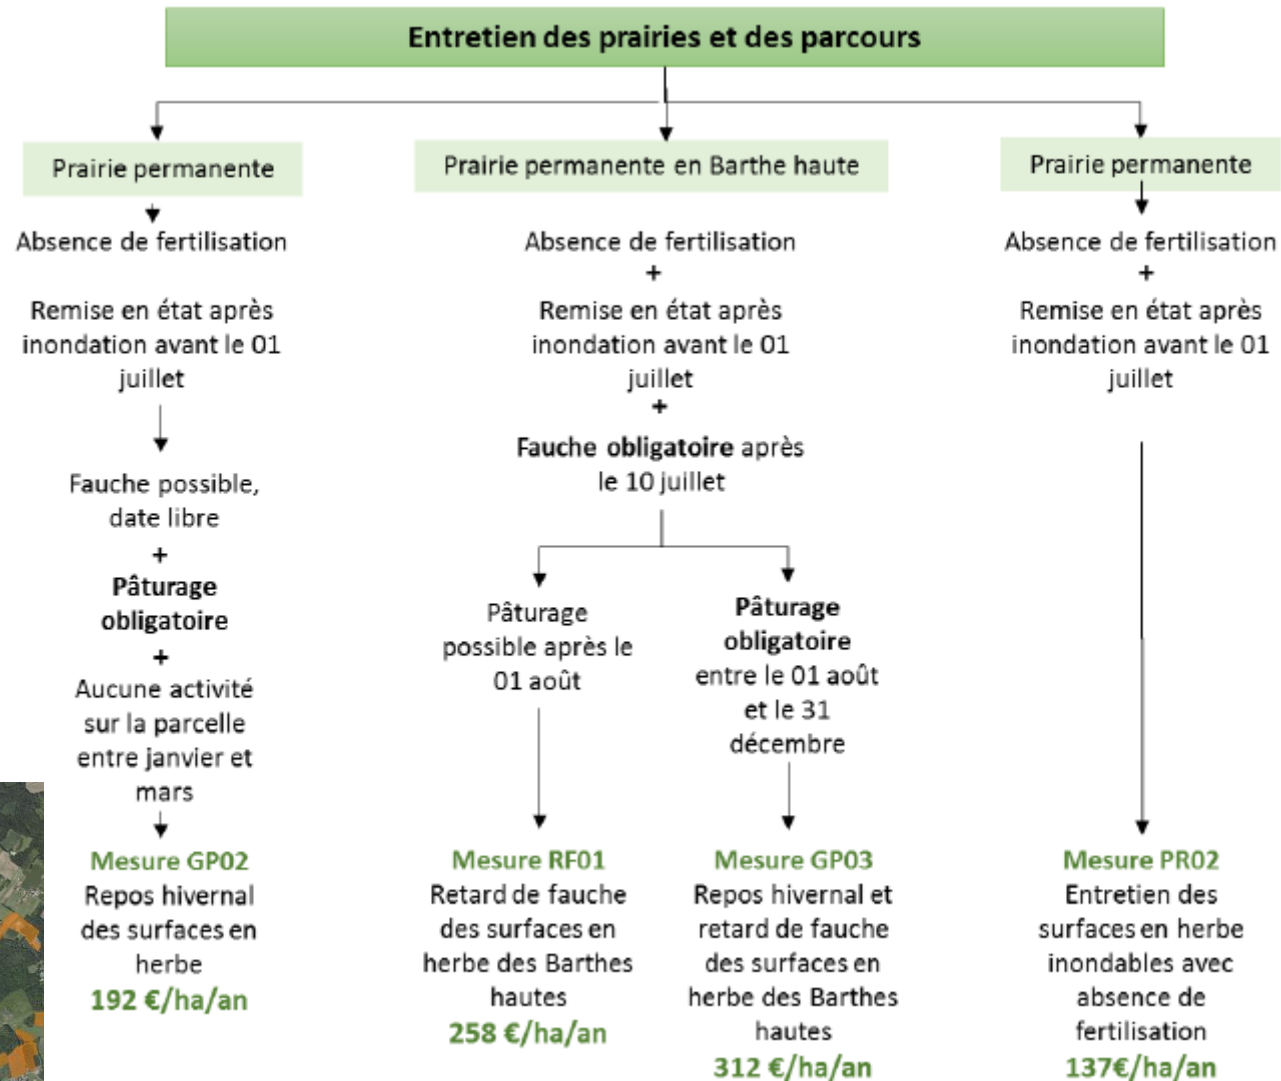 Entretien des prairies et des parcours
Prairie permanente
Absence de fertilisation
Remise en état après
inondation avant le 01
juillet
Fauche possible,
date libre
+
Pâturage
obligatoire
+
Aucune activité
sur la parcelle
entre janvier et
mars
Mesure GP02
Repos hivernal
des surfaces en
herbe
192 €/ha/an
Prairie permanente en Barthe haute
Absence de fertilisation
+
Remise en état après
inondation avant le 01
juillet
+
Fauche obligatoire après
le 10 juillet
Pâturage
possible après le
01 août
Mesure RF01
Retard de fauche
des surfaces en
herbe des Barthes
hautes
258 €/ha/an
Pâturage
obligatoire
entre le 01 août
et le 31
décembre
Mesure GP03
Repos hivernal et
retard de fauche
des surfaces en
herbe des Barthes
hautes
312 €/ha/an
Prairie permanente
Absence de fertilisation
+
Remise en état après
inondation avant le 01
juillet
Mesure PR02
Entretien des
surfaces en herbe
inondables avec
absence de
fertilisation
137€/ha/an